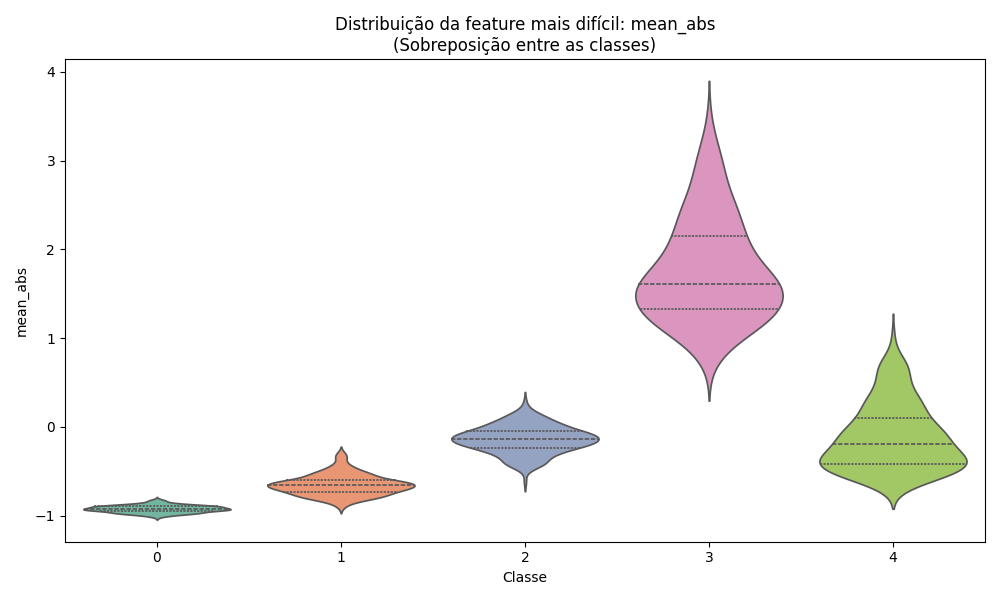 Distribuição da feature mais difícil: mean_abs
(Sobreposição entre as classes)
4
3
2
1
0
−1
mean_abs
0 1 2 3 4
Classe